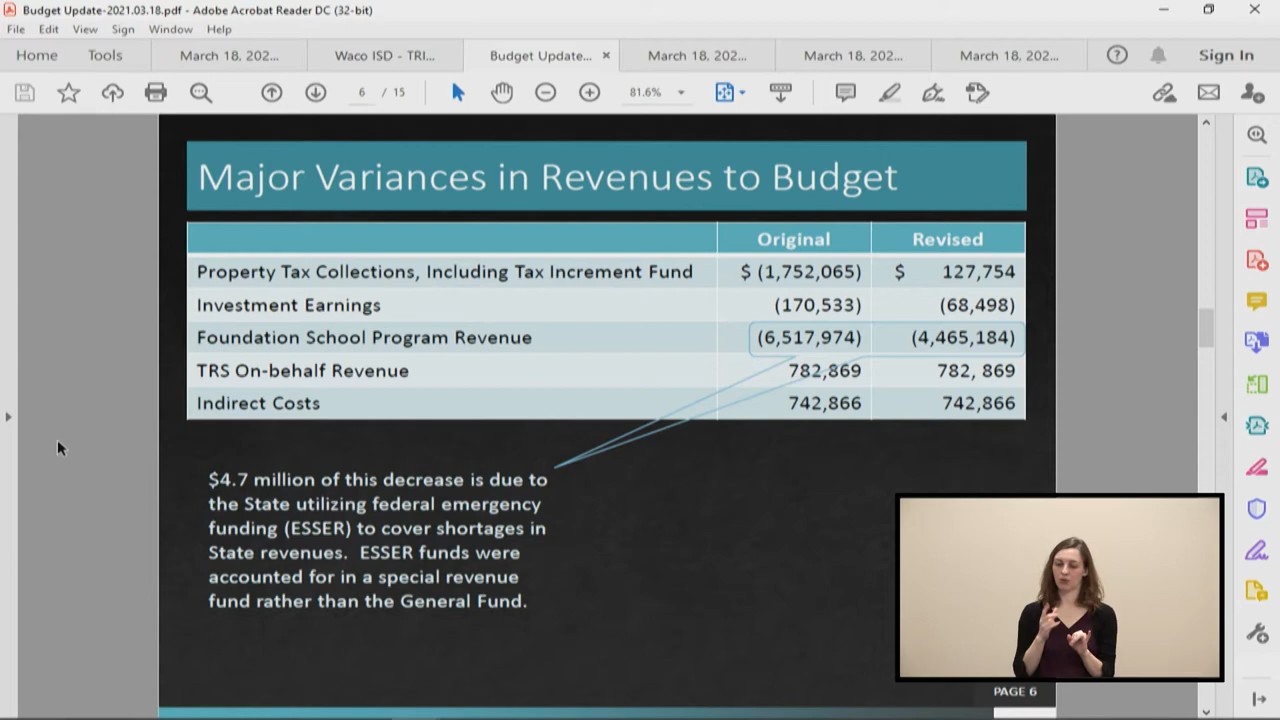 Budget Update-2021.03.18.pdf - Adobe Acrobat Reader DC (32-bit)
File Edit View Sign Window Help
Home Tools March 18, 202... Waco ISD - TRI... Budget Update... × March 18, 202... March 18, 202... March 18, 202... Sign In
6 / 15 81.6%
Major Variances in Revenues to Budget
Original Revised
Property Tax Collections, Including Tax Increment Fund $ (1,752,065) $ 127,754
Investment Earnings (170,533) (68,498)
Foundation School Program Revenue (6,517,974) (4,465,184)
TRS On-behalf Revenue 782,869 782, 869
Indirect Costs 742,866 742,866
$4.7 million of this decrease is due to
the State utilizing federal emergency
funding (ESSER) to cover shortages in
State revenues. ESSER funds were
accounted for in a special revenue
fund rather than the General Fund.
PAGE 6